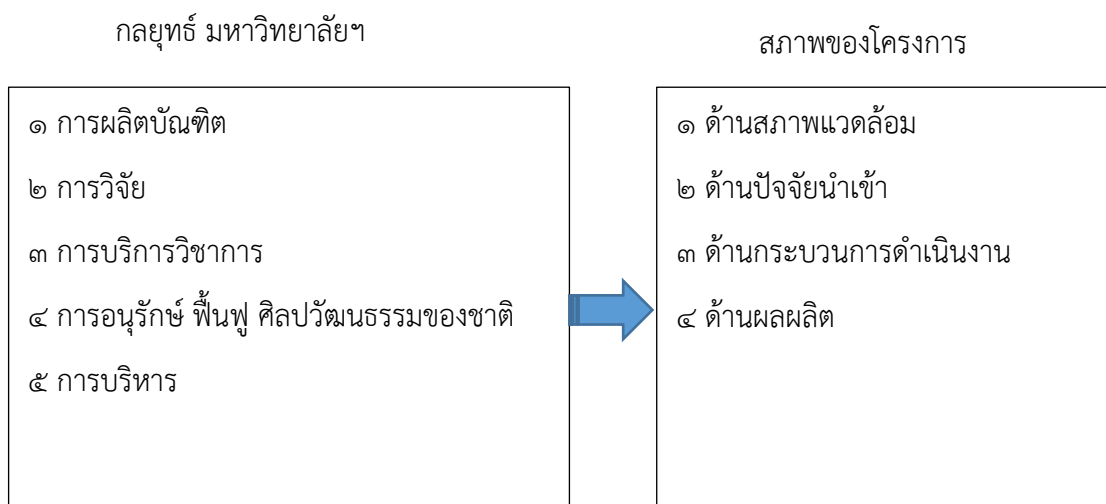 กลยุทธ์ มหาวิทยาลัยฯ
๑ การผลิตบัณฑิต
๒ การวิจัย
๓ การบริการวิชาการ
๔ การอนุรักษ์ ฟื้นฟู ศิลปวัฒนธรรมของชาติ
๕ การบริหาร
สภาพของโครงการ
๑ ด้านสภาพแวดล้อม
๒ ด้านปัจจัยนำเข้า
๓ ด้านกระบวนการดำเนินงาน
๔ ด้านผลผลิต